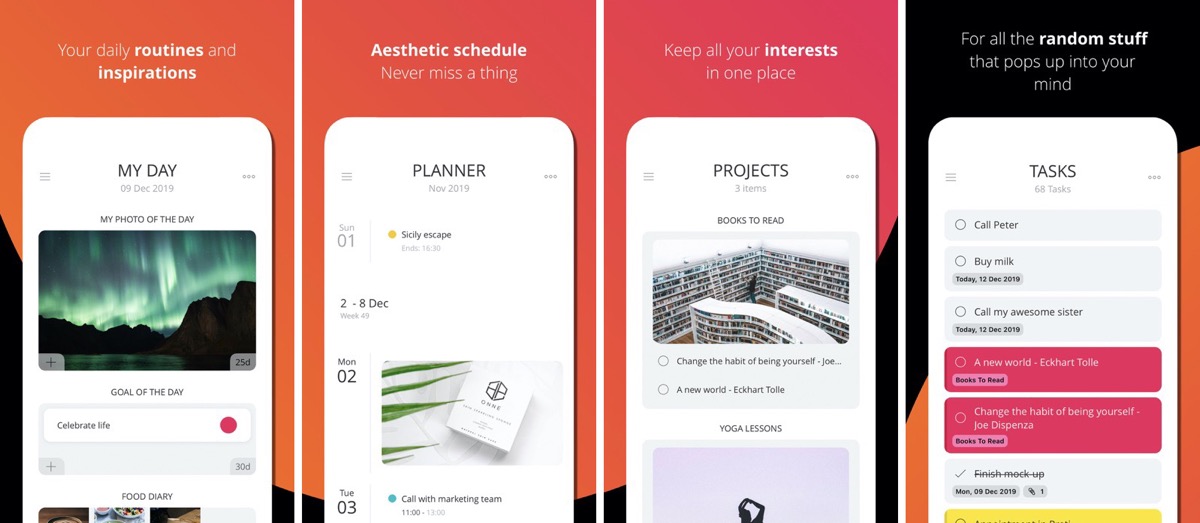 Your daily routines and
inspirations
MY DAY
09 Dec 2019
MY PHOTO OF THE DAY
25d
GOAL OF THE DAY
Celebrate life
30d
FOOD DIARY
Aesthetic schedule
Never miss a thing
PLANNER
Nov 2019
Sun
01
Sicily escape
Ends: 16:30
2 - 8 Dec
Week 49
Mon
02
ONNE
Tue
03
Call with marketing team
11:00 - 13:00
Keep all your interests
in one place
PROJECTS
3 items
BOOKS TO READ
Change the habit of being yourself - Joe...
A new world - Eckhart Tolle
YOGA LESSONS
For all the random stuff
that pops up into your
mind
TASKS
68 Tasks
Call Peter
Buy milk
Today, 12 Dec 2019
Call my awesome sister
Today, 12 Dec 2019
A new world - Eckhart Tolle
Books To Read
Change the habit of being yourself -
Joe Dispenza
Books To Read
Finish mock-up
Mon, 09 Dec 2019 1